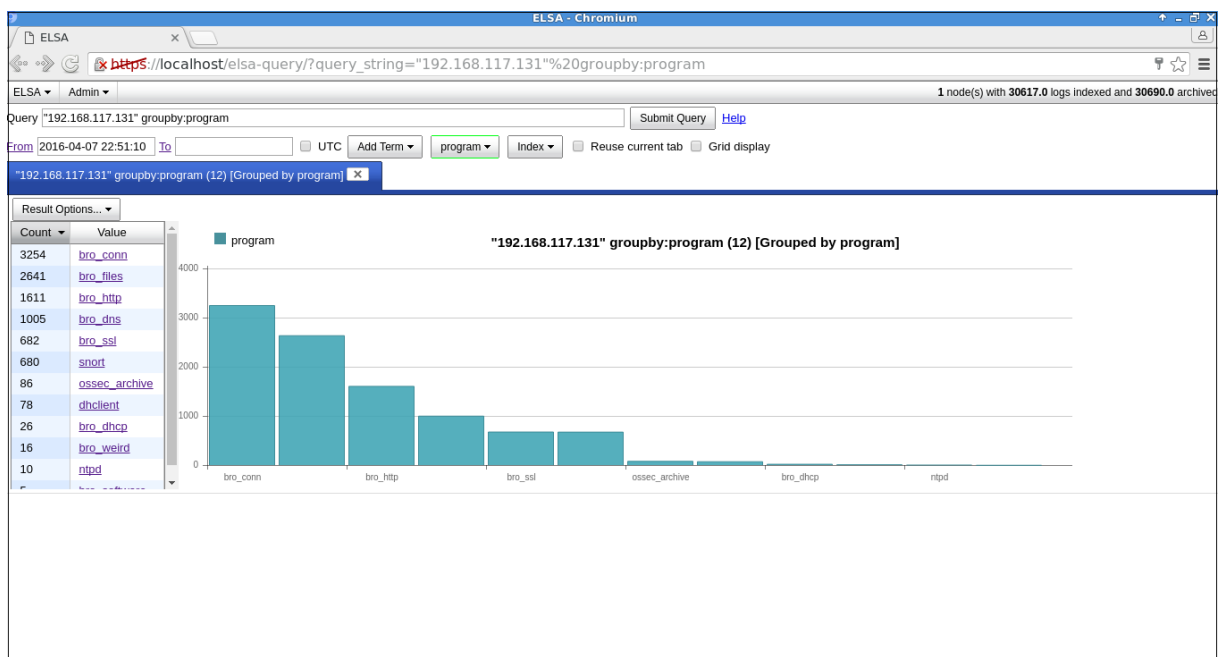 ELSA - Chromium
ELSA
https://localhost/elsa-query/?query_string="192.168.117.131"%20groupby:program
ELSA Admin 1 node(s) with 30617.0 logs indexed and 30690.0 archived
Query "192.168.117.131" groupby:program Submit Query Help
From 2016-04-07 22:51:10 To UTC Add Term program Index Reuse current tab Grid display
"192.168.117.131" groupby:program (12) [Grouped by program]
Result Options...
Count Value
3254 bro_conn
2641 bro_files
1611 bro_http
1005 bro_dns
682 bro_ssl
680 snort
86 ossec_archive
78 dhclient
26 bro_dhcp
16 bro_weird
10 ntpd
program
"192.168.117.131" groupby:program (12) [Grouped by program]
4000
3000
2000
1000
0
bro_conn bro_http bro_ssl ossec_archive bro_dhcp ntpd